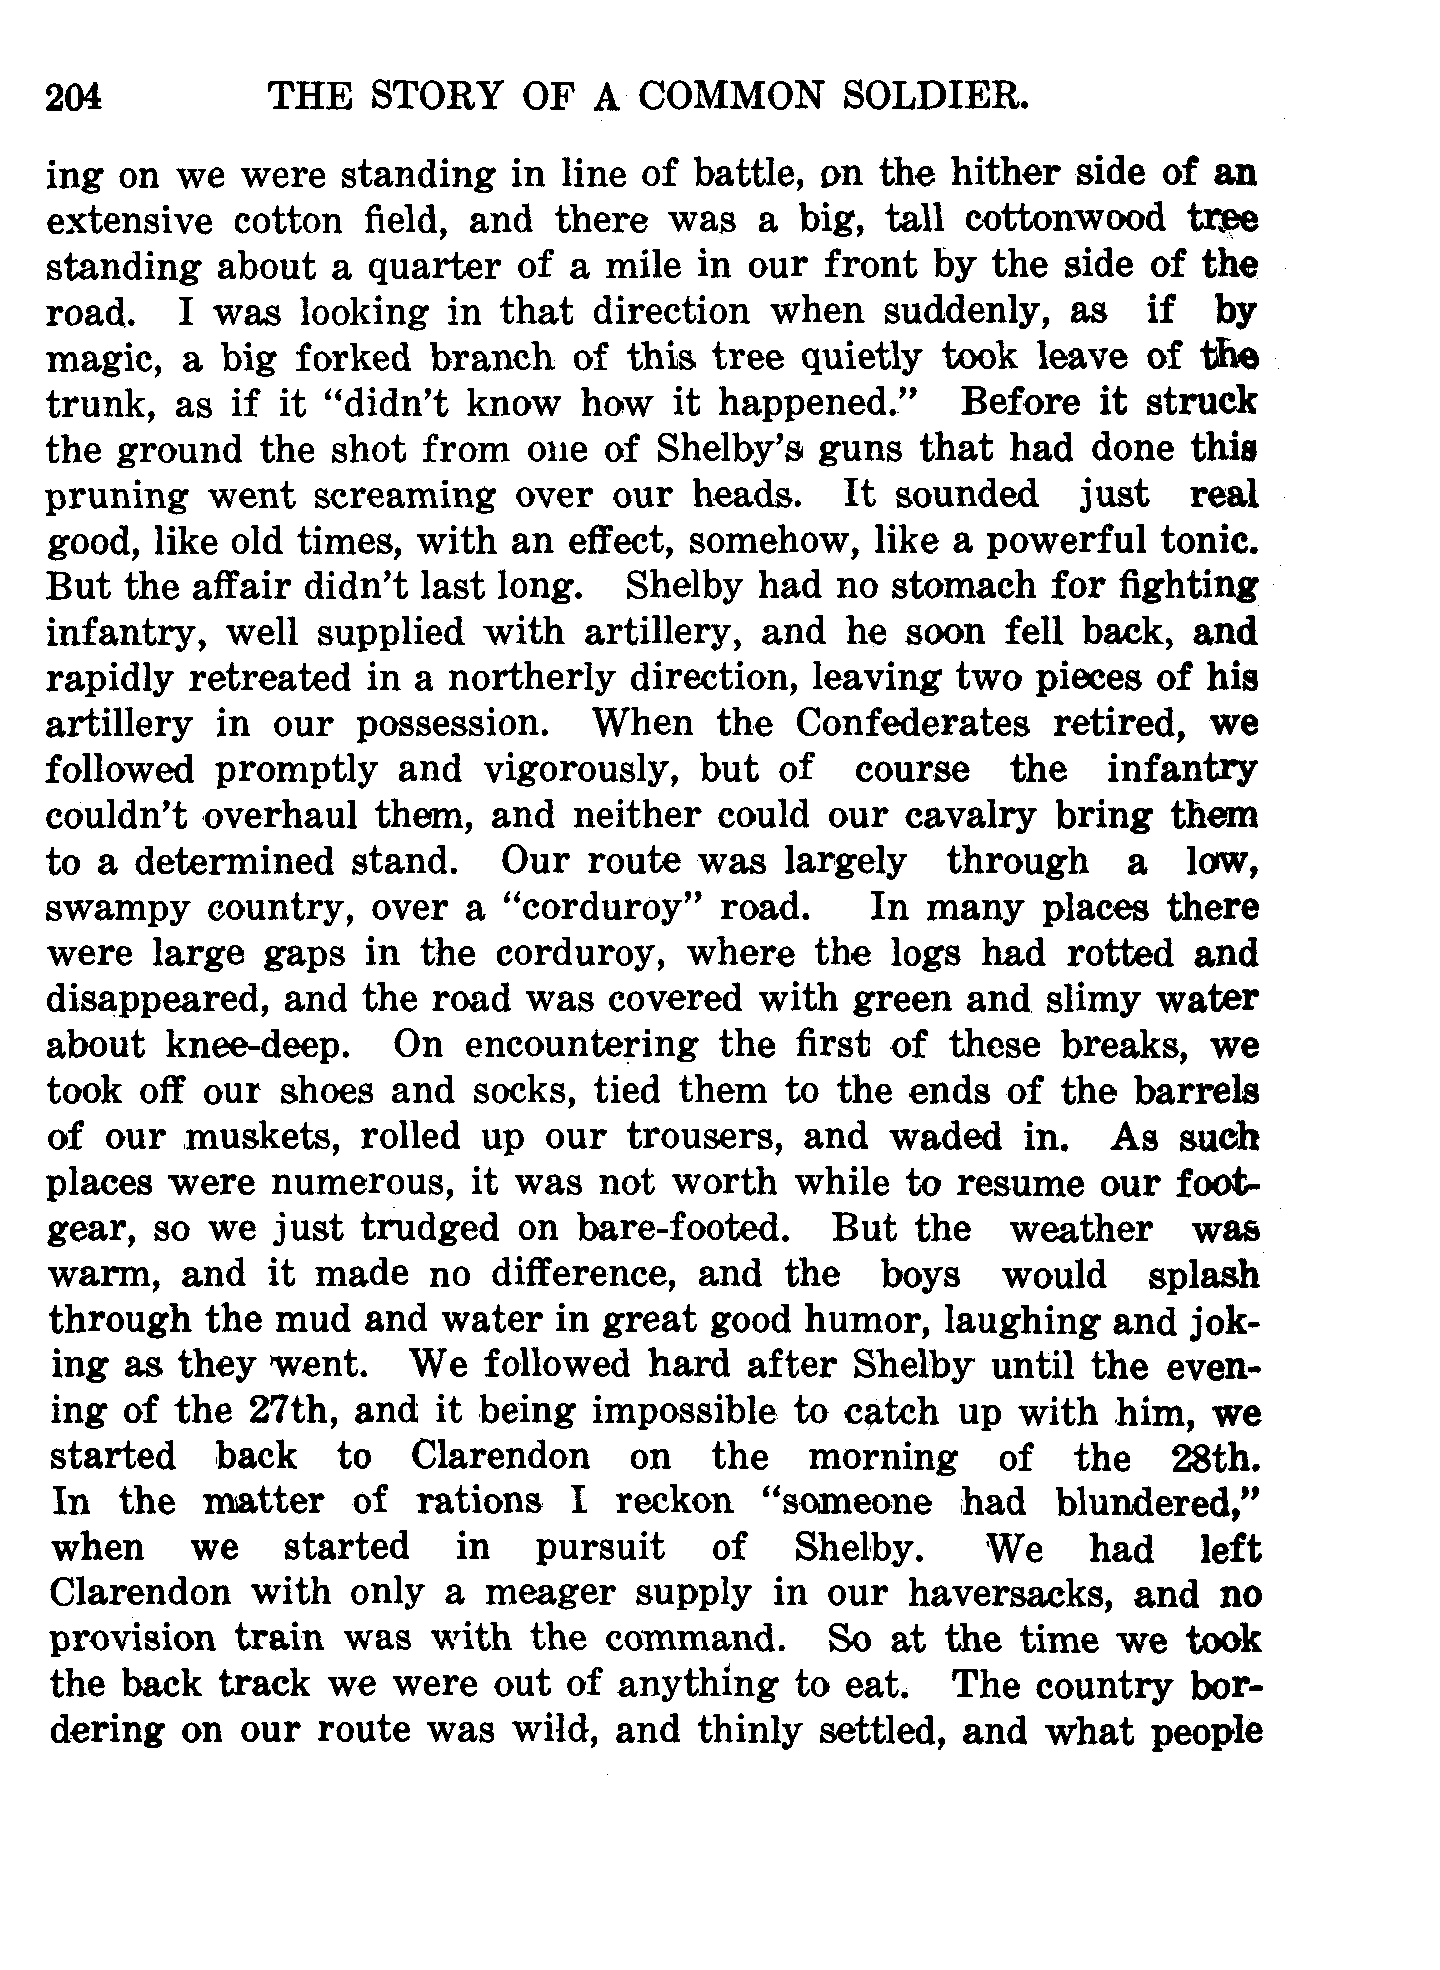 204 THE STORY OF A COMMON SOLDIER.
ing on we were standing in line of battle, on the hither side of an
extensive cotton field, and there was a big, tall cottonwood tree
standing about a quarter of a mile in our front by the side of the
road. I was looking in that direction when suddenly, as if by
magic, a big forked branch of this tree quietly took leave of the
trunk, as if it “didn’t know how it happened.” Before it struck
the ground the shot from one of Shelby’s guns that had done this
pruning went screaming over our heads. It sounded just real
good, like old times, with an effect, somehow, like a powerful tonic.
But the affair didn’t last long. Shelby had no stomach for fighting
infantry, well supplied with artillery, and he soon fell back, and
rapidly retreated in a northerly direction, leaving two pieces of his
artillery in our possession. When the Confederates retired, we
followed promptly and vigorously, but of course the infantry
couldn’t overhaul them, and neither could our cavalry bring them
to a determined stand. Our route was largely through a low,
swampy country, over a “corduroy” road. In many places there
were large gaps in the corduroy, where the logs had rotted and
disappeared, and the road was covered with green and slimy water
about knee-deep. On encountering the first of these breaks, we
took off our shoes and socks, tied them to the ends of the barrels
of our muskets, rolled up our trousers, and waded in. As such
places were numerous, it was not worth while to resume our foot-
gear, so we just trudged on bare-footed. But the weather was
warm, and it made no difference, and the boys would splash
through the mud and water in great good humor, laughing and jok-
ing as they went. We followed hard after Shelby until the even-
ing of the 27th, and it being impossible to catch up with him, we
started back to Clarendon on the morning of the 28th.
In the matter of rations I reckon “someone had blundered,”
when we started in pursuit of Shelby. We had left
Clarendon with only a meager supply in our haversacks, and no
provision train was with the command. So at the time we took
the back track we were out of anything to eat. The country bor-
dering on our route was wild, and thinly settled, and what people